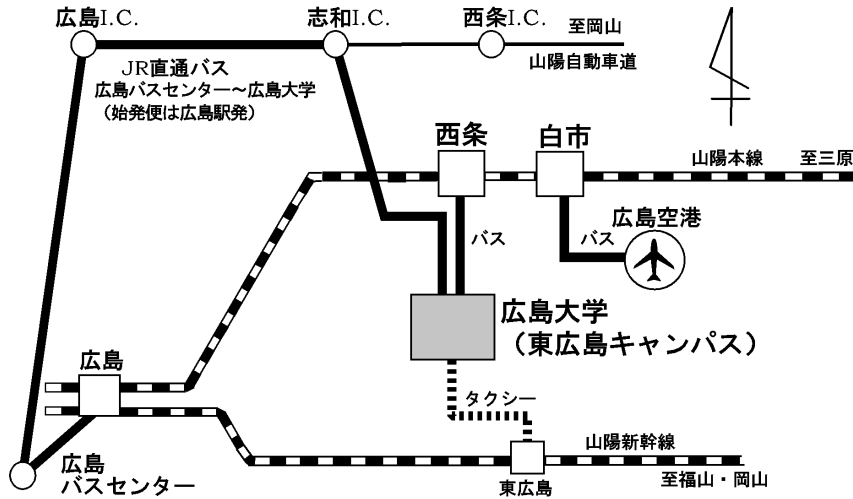 広島I.C.
志和I.C.
西条I.C.
至岡山
山陽自動車道
JR直通バス
広島バスセンター～広島大学
（始発便は広島駅発）
西条
白市
山陽本線
至三原
広島空港
バス
バス
広島大学
（東広島キャンパス）
広島
タクシー
山陽新幹線
広島
バスセンター
東広島
至福山・岡山